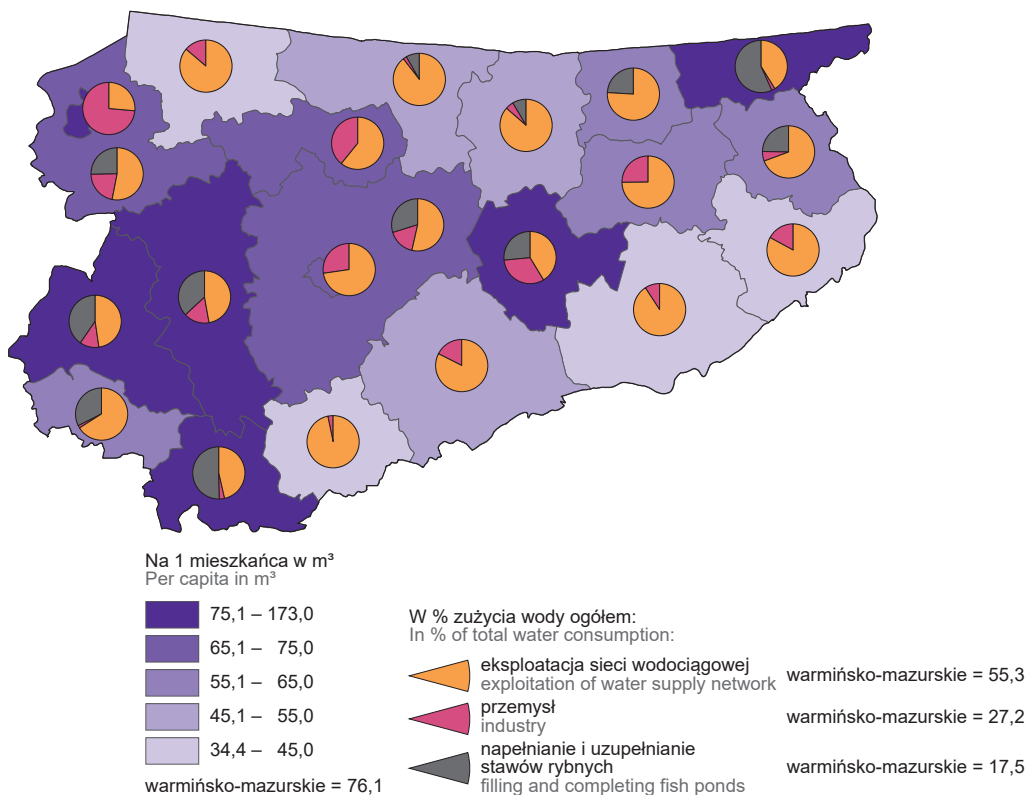 Na 1 mieszkańca w m³
Per capita in m³
75,1 – 173,0
65,1 – 75,0
55,1 – 65,0
45,1 – 55,0
34,4 – 45,0
warmińsko-mazurskie = 76,1
W % zużycia wody ogółem:
In % of total water consumption:
eksploatacja sieci wodociągowej
exploitation of water supply network
warmińsko-mazurskie = 55,3
przemysł
industry
warmińsko-mazurskie = 27,2
napełnianie i uzupełnianie
stawów rybnych
filling and completing fish ponds
warmińsko-mazurskie = 17,5